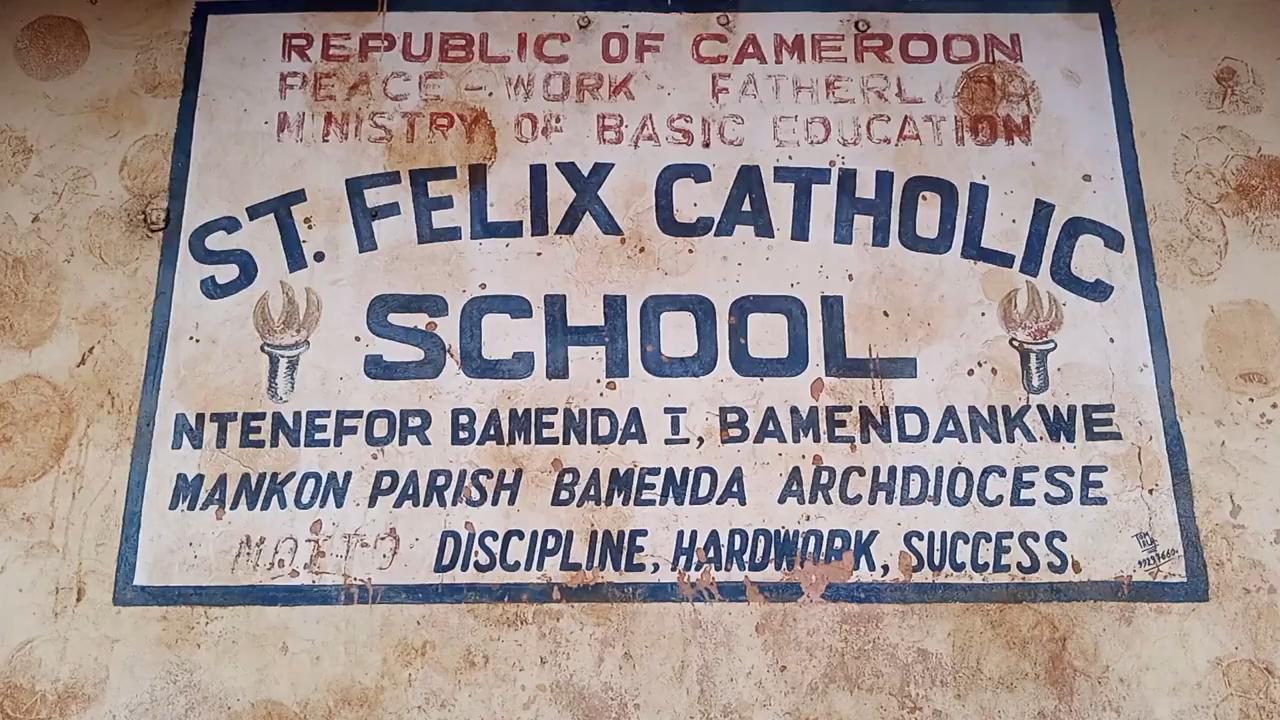 REPUBLIC OF CAMEROON
PEACE - WORK - FATHERLAND
MINISTRY OF BASIC EDUCATION
ST. FELIX CATHOLIC
SCHOOL
NTENEFOR BAMENDA I, BAMENDANKWE
MANKON PARISH BAMENDA ARCHDIOCESE
DISCIPLINE, HARDWORK, SUCCESS